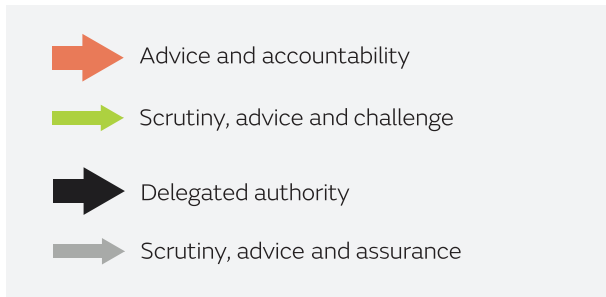 Advice and accountability
Scrutiny, advice and challenge
Delegated authority
Scrutiny, advice and assurance